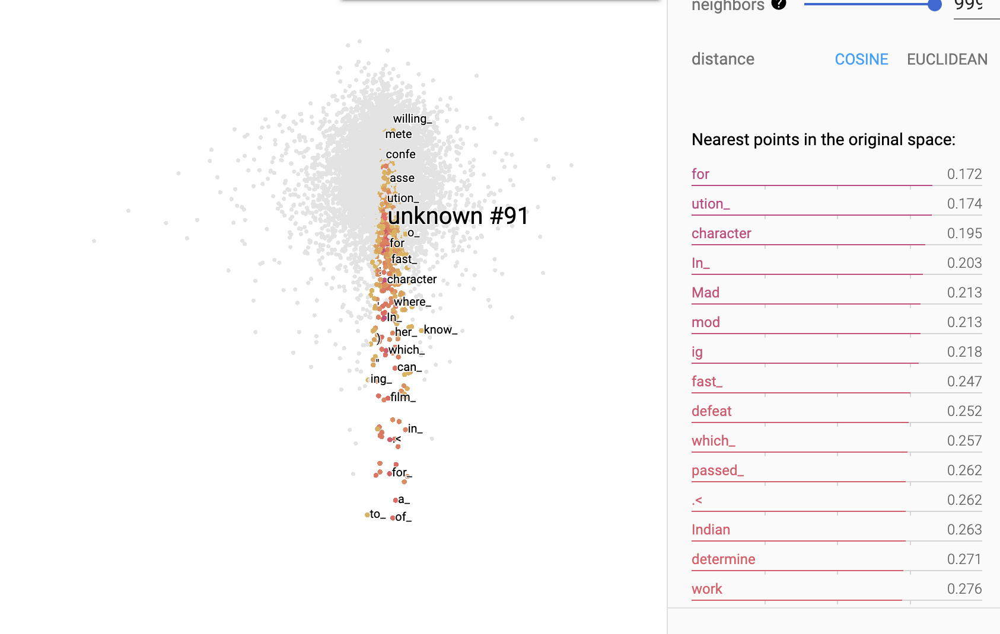 neighbors ? 999
distance COSINE EUCLIDEAN
Nearest points in the original space:
for 0.172
ution_ 0.174
character 0.195
In_ 0.203
Mad 0.213
mod 0.213
ig 0.218
fast_ 0.247
defeat 0.252
which_ 0.257
passed_ 0.262
.< 0.262
Indian 0.263
determine 0.271
work 0.276
willing_
mete
confe
asse
ution_
unknown #91
o_
for
fast_
:
character
where_
'
In_
her_
know_
)
which_
"
can_
ing_
film_
in_
.<
for_
a_
to_
of_